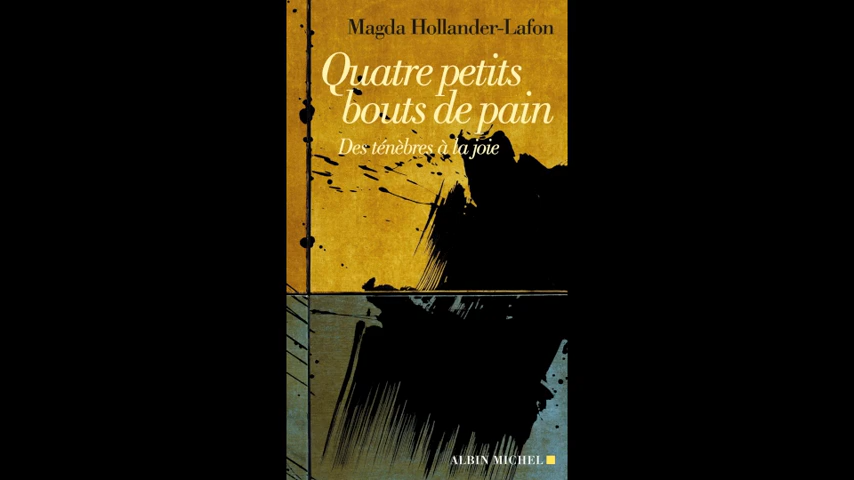 Magda Hollander-Lafon
Quatre petits
bouts de pain
Des ténèbres à la joie
ALBIN MICHEL